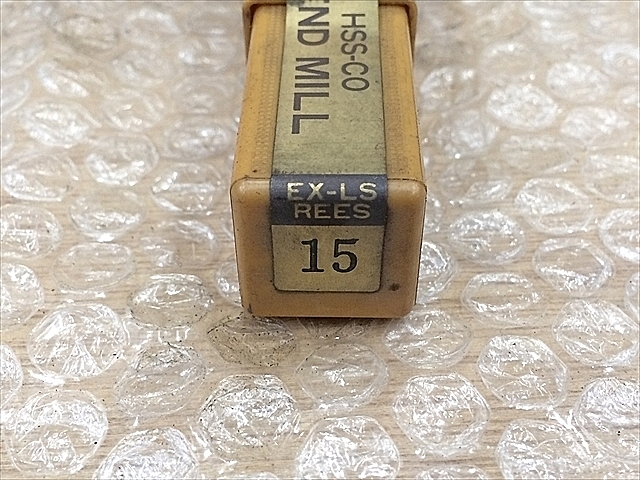 HSS-CO
END MILL
EX-LS
REES
15